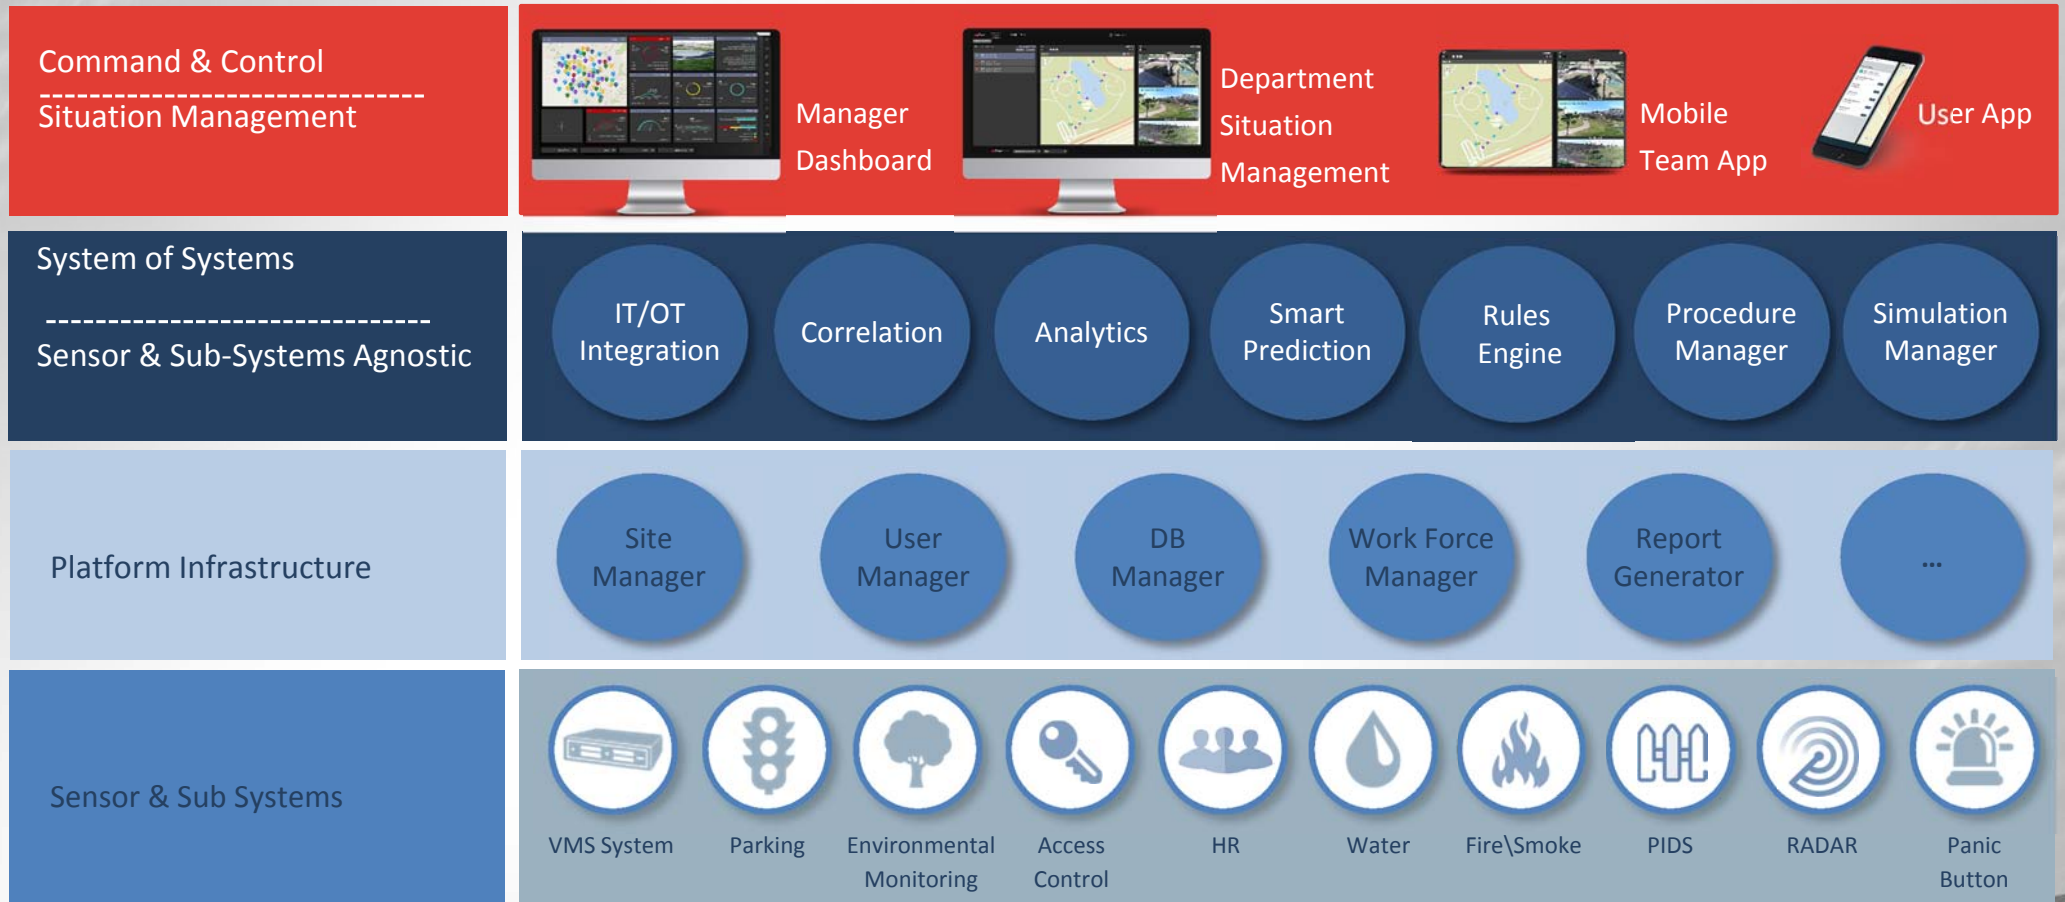 Command & Control
------------------------------
Situation Management
Manager
Dashboard
Department
Situation
Management
Mobile
Team App
User App
System of Systems
------------------------------
Sensor & Sub-Systems Agnostic
IT/OT
Integration
Correlation
Analytics
Smart
Prediction
Rules
Engine
Procedure
Manager
Simulation
Manager
Platform Infrastructure
Site
Manager
User
Manager
DB
Manager
Work Force
Manager
Report
Generator
...
Sensor & Sub Systems
VMS System
Parking
Environmental
Monitoring
Access
Control
HR
Water
Fire\Smoke
PIDS
RADAR
Panic
Button